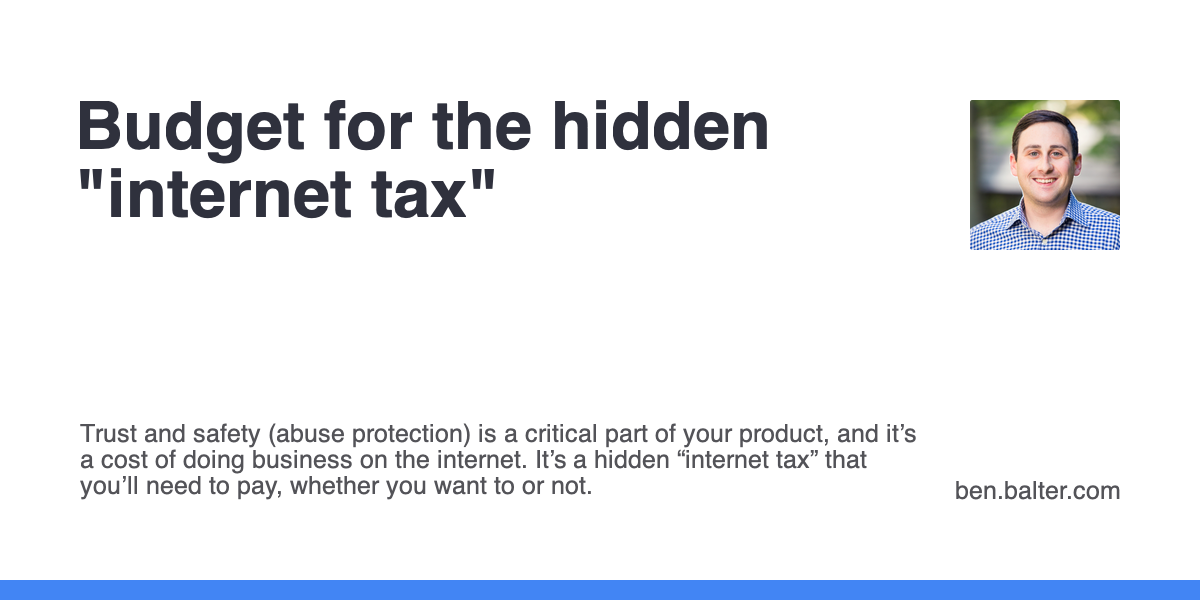 Budget for the hidden
"internet tax"
Trust and safety (abuse protection) is a critical part of your product, and it’s
a cost of doing business on the internet. It’s a hidden “internet tax” that
you’ll need to pay, whether you want to or not.
ben.balter.com